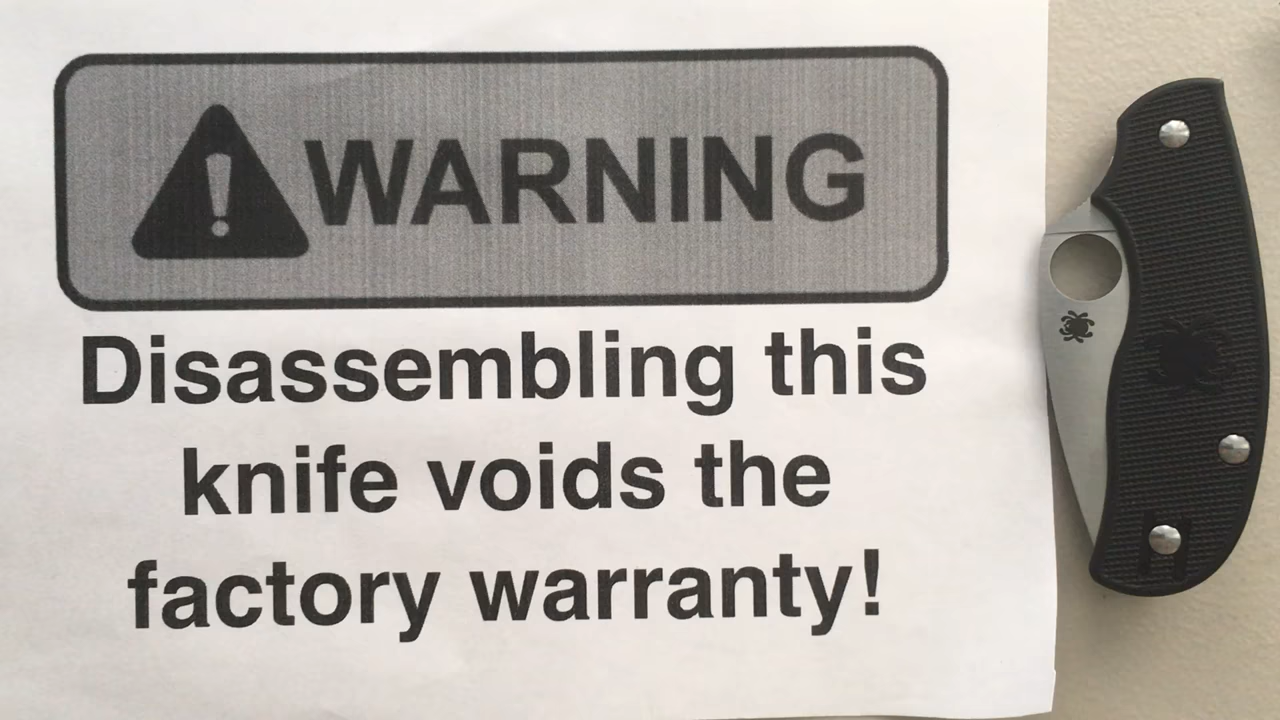 WARNING
Disassembling this
knife voids the
factory warranty!